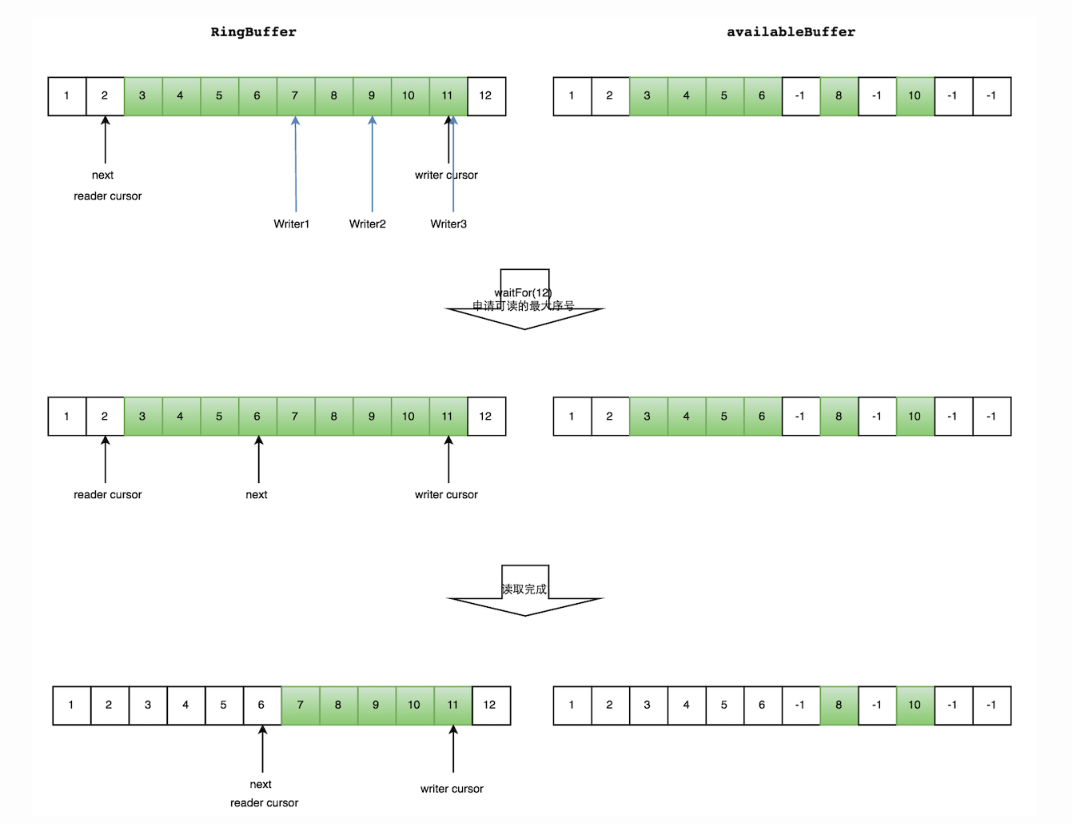 RingBuffer availableBuffer
1 2 3 4 5 6 7 8 9 10 11 12 1 2 3 4 5 6 -1 8 -1 10 -1 -1
next writer cursor
reader cursor
Writer1 Writer2 Writer3
waitFor(12)
申请可读的最大序号
1 2 3 4 5 6 7 8 9 10 11 12 1 2 3 4 5 6 -1 8 -1 10 -1 -1
reader cursor next writer cursor
读取完成
1 2 3 4 5 6 7 8 9 10 11 12 1 2 3 4 5 6 -1 8 -1 10 -1 -1
next writer cursor
reader cursor